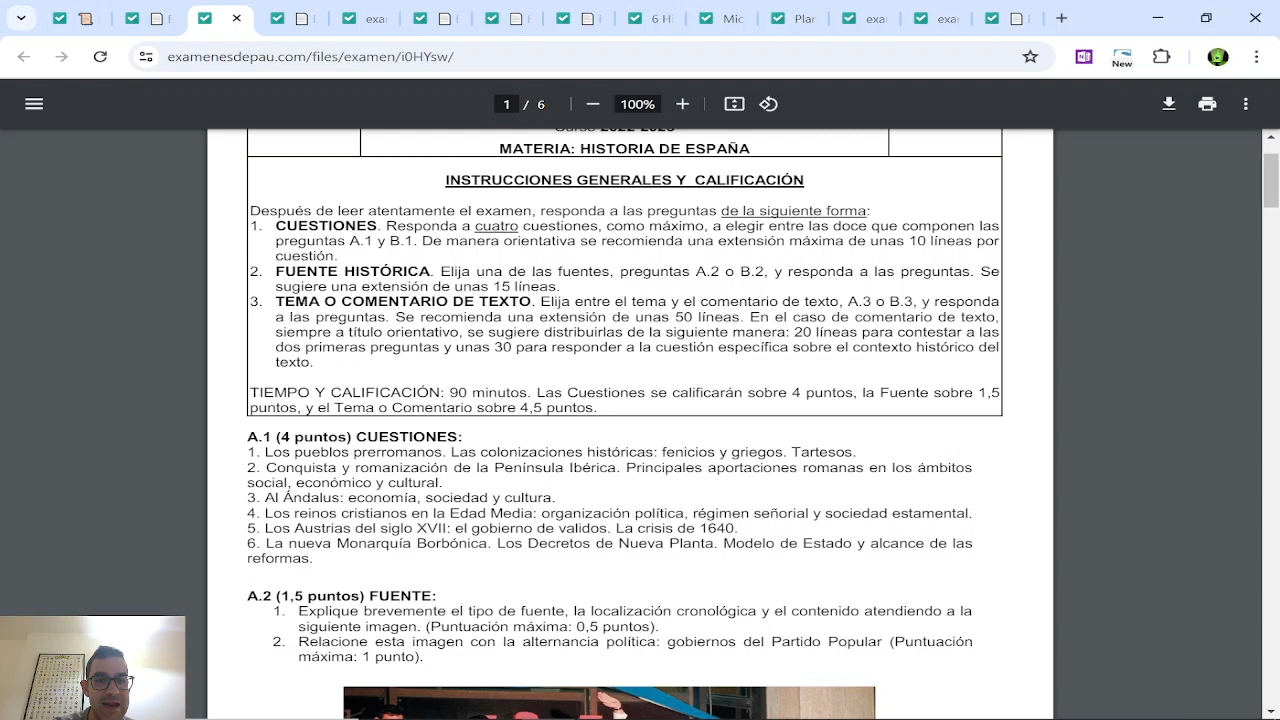 E
E
exa
E
E
6 Hi
Mic
Plar
exa
exa
examenesdepau.com/files/examen/i0HYsw/
New
1 / 6
100%
Curso 2022-2023
MATERIA: HISTORIA DE ESPAÑA
INSTRUCCIONES GENERALES Y CALIFICACIÓN
Después de leer atentamente el examen, responda a las preguntas de la siguiente forma:
1. CUESTIONES. Responda a cuatro cuestiones, como máximo, a elegir entre las doce que componen las
preguntas A.1 y B.1. De manera orientativa se recomienda una extensión máxima de unas 10 líneas por
cuestión.
2. FUENTE HISTÓRICA. Elija una de las fuentes, preguntas A.2 o B.2, y responda a las preguntas. Se
sugiere una extensión de unas 15 líneas.
3. TEMA O COMENTARIO DE TEXTO. Elija entre el tema y el comentario de texto, A.3 o B.3, y responda
a las preguntas. Se recomienda una extensión de unas 50 líneas. En el caso de comentario de texto,
siempre a título orientativo, se sugiere distribuirlas de la siguiente manera: 20 líneas para contestar a las
dos primeras preguntas y unas 30 para responder a la cuestión específica sobre el contexto histórico del
texto.
TIEMPO Y CALIFICACIÓN: 90 minutos. Las Cuestiones se calificarán sobre 4 puntos, la Fuente sobre 1,5
puntos, y el Tema o Comentario sobre 4,5 puntos.
A.1 (4 puntos) CUESTIONES:
1. Los pueblos prerromanos. Las colonizaciones históricas: fenicios y griegos. Tartesos.
2. Conquista y romanización de la Península Ibérica. Principales aportaciones romanas en los ámbitos
social, económico y cultural.
3. Al Ándalus: economía, sociedad y cultura.
4. Los reinos cristianos en la Edad Media: organización política, régimen señorial y sociedad estamental.
5. Los Austrias del siglo XVII: el gobierno de validos. La crisis de 1640.
6. La nueva Monarquía Borbónica. Los Decretos de Nueva Planta. Modelo de Estado y alcance de las
reformas.
A.2 (1,5 puntos) FUENTE:
1. Explique brevemente el tipo de fuente, la localización cronológica y el contenido atendiendo a la
siguiente imagen. (Puntuación máxima: 0,5 puntos).
2. Relacione esta imagen con la alternancia política: gobiernos del Partido Popular (Puntuación
máxima: 1 punto).